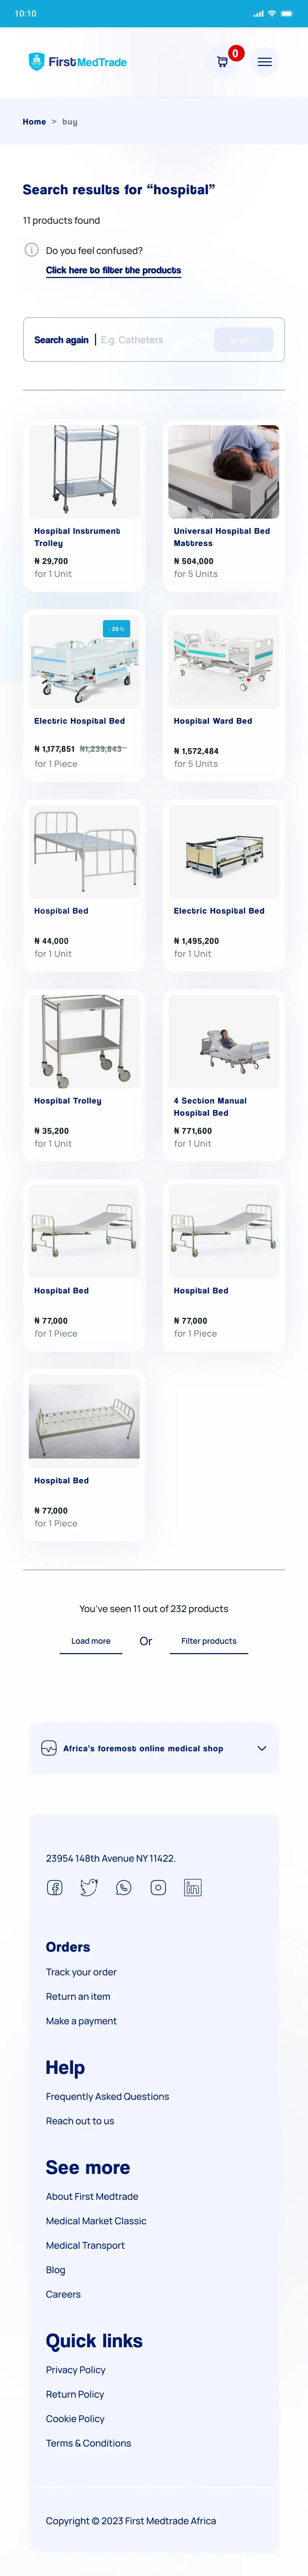 10:10
FirstMedTrade
0
Home > buy
Search results for “hospital”
11 products found
Do you feel confused?
Click here to filter the products
Search again
E.g. Catheters
search
Hospital Instrument
Trolley
₦ 29,700
for 1 Unit
Universal Hospital Bed
Mattress
₦ 504,000
for 5 Units
- 20 %
Electric Hospital Bed
₦ 1,177,851 ₦1,239,843
for 1 Piece
Hospital Ward Bed
₦ 1,572,484
for 5 Units
Hospital Bed
₦ 44,000
for 1 Unit
Electric Hospital Bed
₦ 1,495,200
for 1 Unit
Hospital Trolley
₦ 35,200
for 1 Unit
4 Section Manual
Hospital Bed
₦ 771,600
for 1 Unit
Hospital Bed
₦ 77,000
for 1 Piece
Hospital Bed
₦ 77,000
for 1 Piece
Hospital Bed
₦ 77,000
for 1 Piece
You’ve seen 11 out of 232 products
Load more
Or
Filter products
Africa’s foremost online medical shop
23954 148th Avenue NY 11422.
Orders
Track your order
Return an item
Make a payment
Help
Frequently Asked Questions
Reach out to us
See more
About First Medtrade
Medical Market Classic
Medical Transport
Blog
Careers
Quick links
Privacy Policy
Return Policy
Cookie Policy
Terms & Conditions
Copyright © 2023 First Medtrade Africa